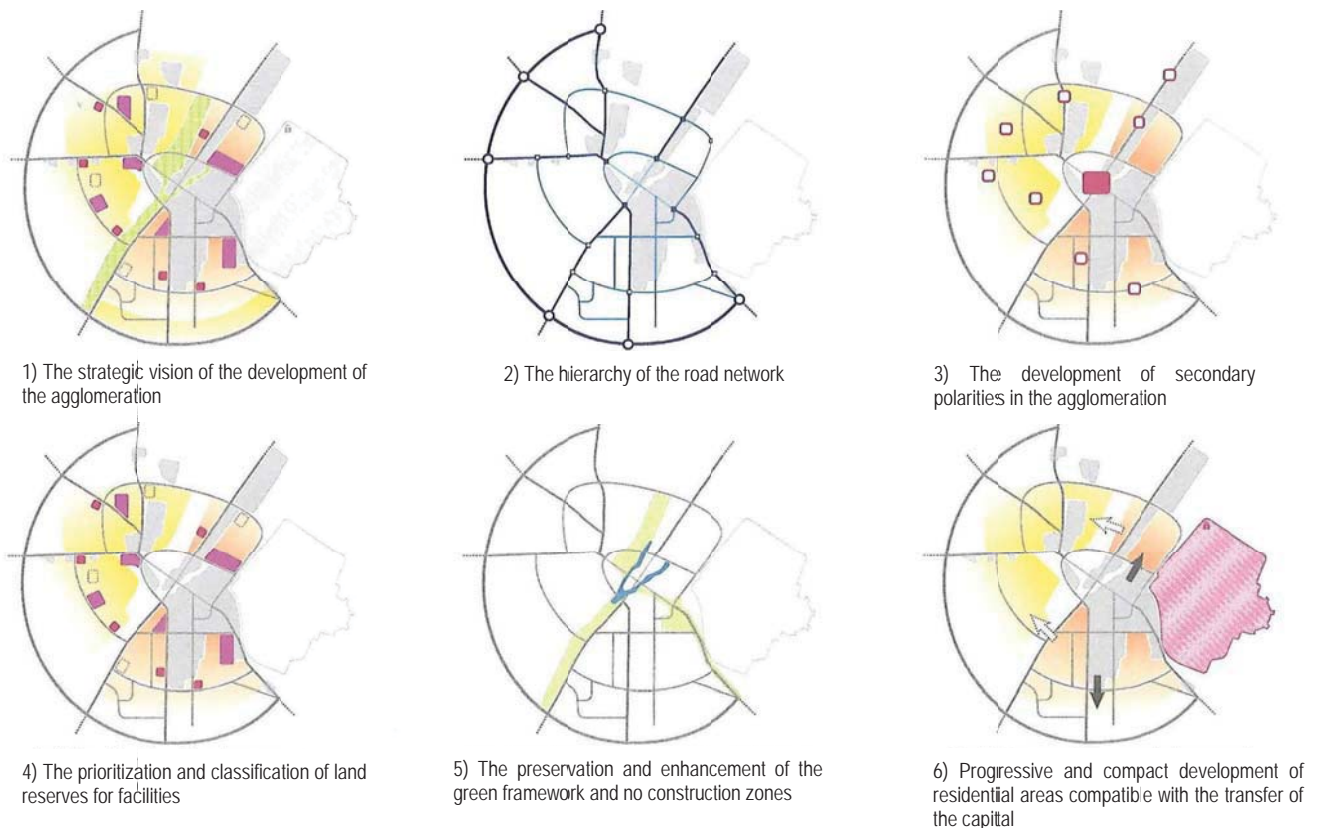 1) The strategic vision of the development of
the agglomeration
2) The hierarchy of the road network
3) The development of secondary
polarities in the agglomeration
4) The prioritization and classification of land
reserves for facilities
5) The preservation and enhancement of the
green framework and no construction zones
6) Progressive and compact development of
residential areas compatible with the transfer of
the capital